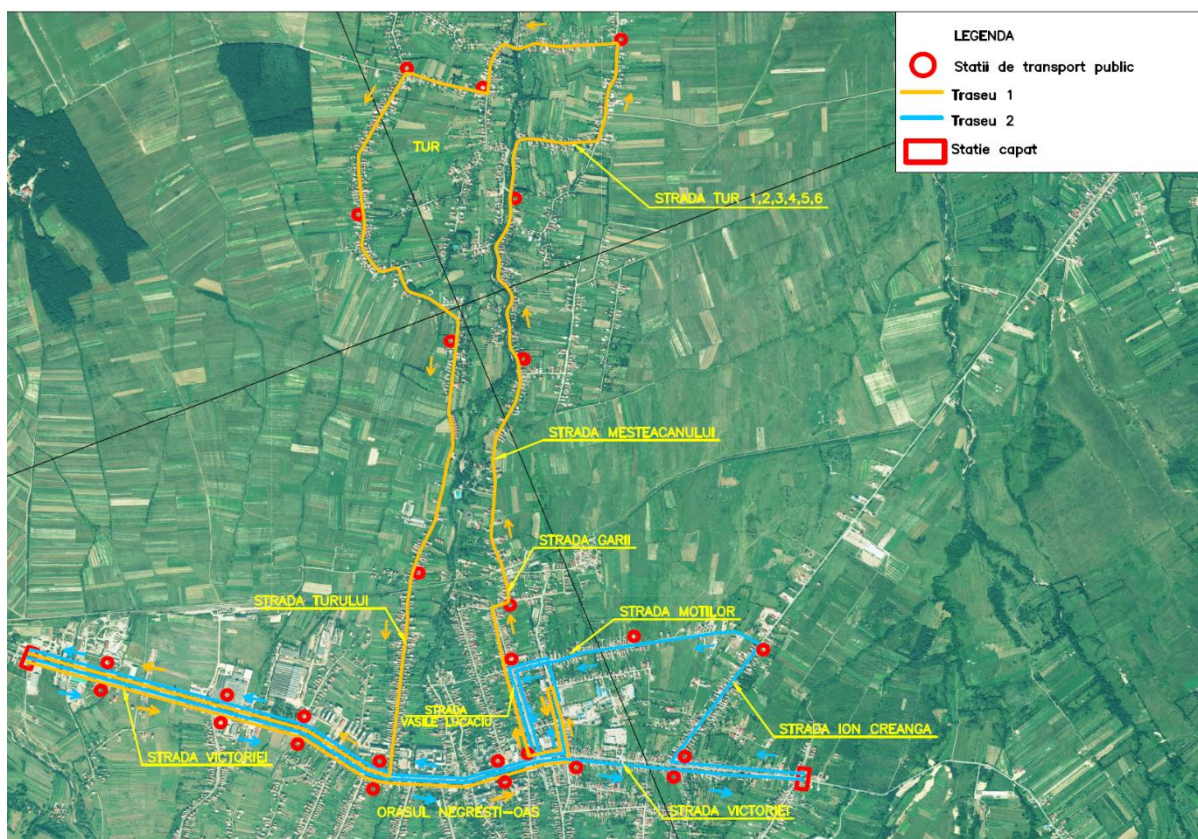 LEGENDA
Statii de transport public
Traseu 1
Traseu 2
Statie capat
TUR
STRADA TUR 1,2,3,4,5,6
STRADA MESTEACANULUI
STRADA GARII
STRADA TURULUI
STRADA MOTILOR
STRADA
VASILE LUCACIU
STRADA ION CREANGA
STRADA VICTORIEI
STRADA VICTORIEI
ORASUL NEGRESTI-OAS